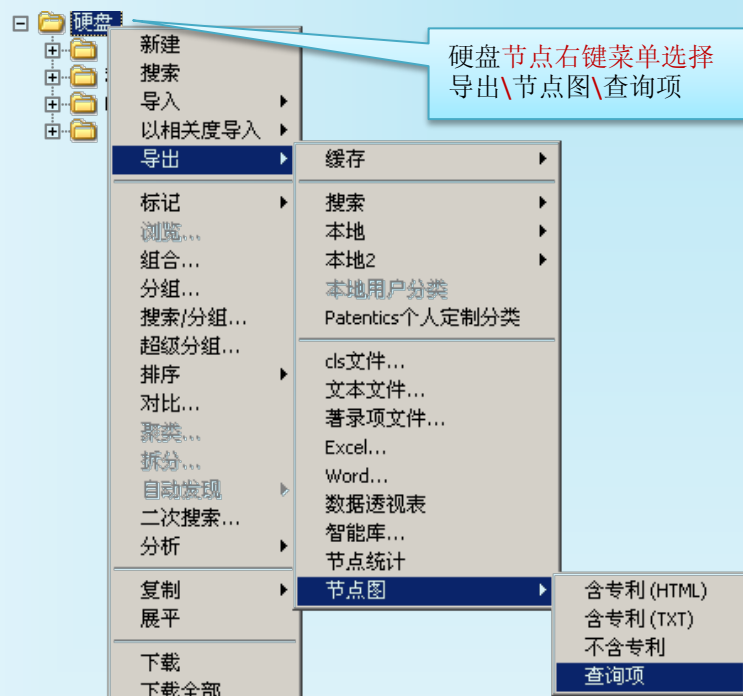 硬盘
硬盘节点右键菜单选择
导出\节点图\查询项
新建
搜索
导入
以相关度导入
导出
标记
浏览...
组合...
分组...
搜索/分组...
超级分组...
排序
对比...
聚类...
拆分...
自动发现
二次搜索...
分析
复制
展平
下载
下载全部
缓存
搜索
本地
本地2
本地用户分类
Patentics个人定制分类
cls文件...
文本文件...
著录项文件...
Excel...
Word...
数据透视表
智能库...
节点统计
节点图
含专利(HTML)
含专利(TXT)
不含专利
查询项